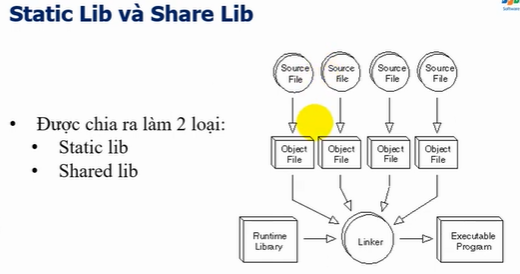 Static Lib và Share Lib
Software
• Được chia ra làm 2 loại:
• Static lib
• Shared lib
Source
File
Source
file
Source
File
Source
File
Object
File
Object
File
Object
File
Object
File
Runtime
Library
Linker
Executable
Program